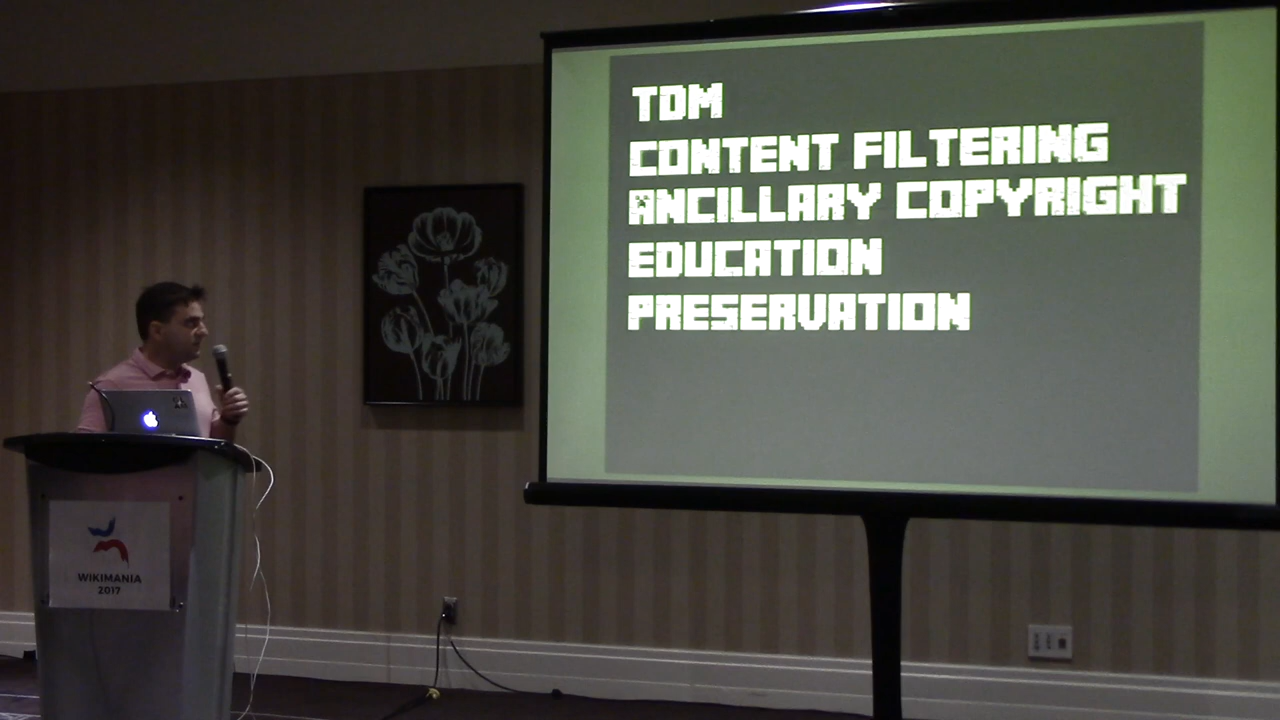 TDM
CONTENT FILTERING
ANCILLARY COPYRIGHT
EDUCATION
PRESERVATION
WIKIMANIA
2017